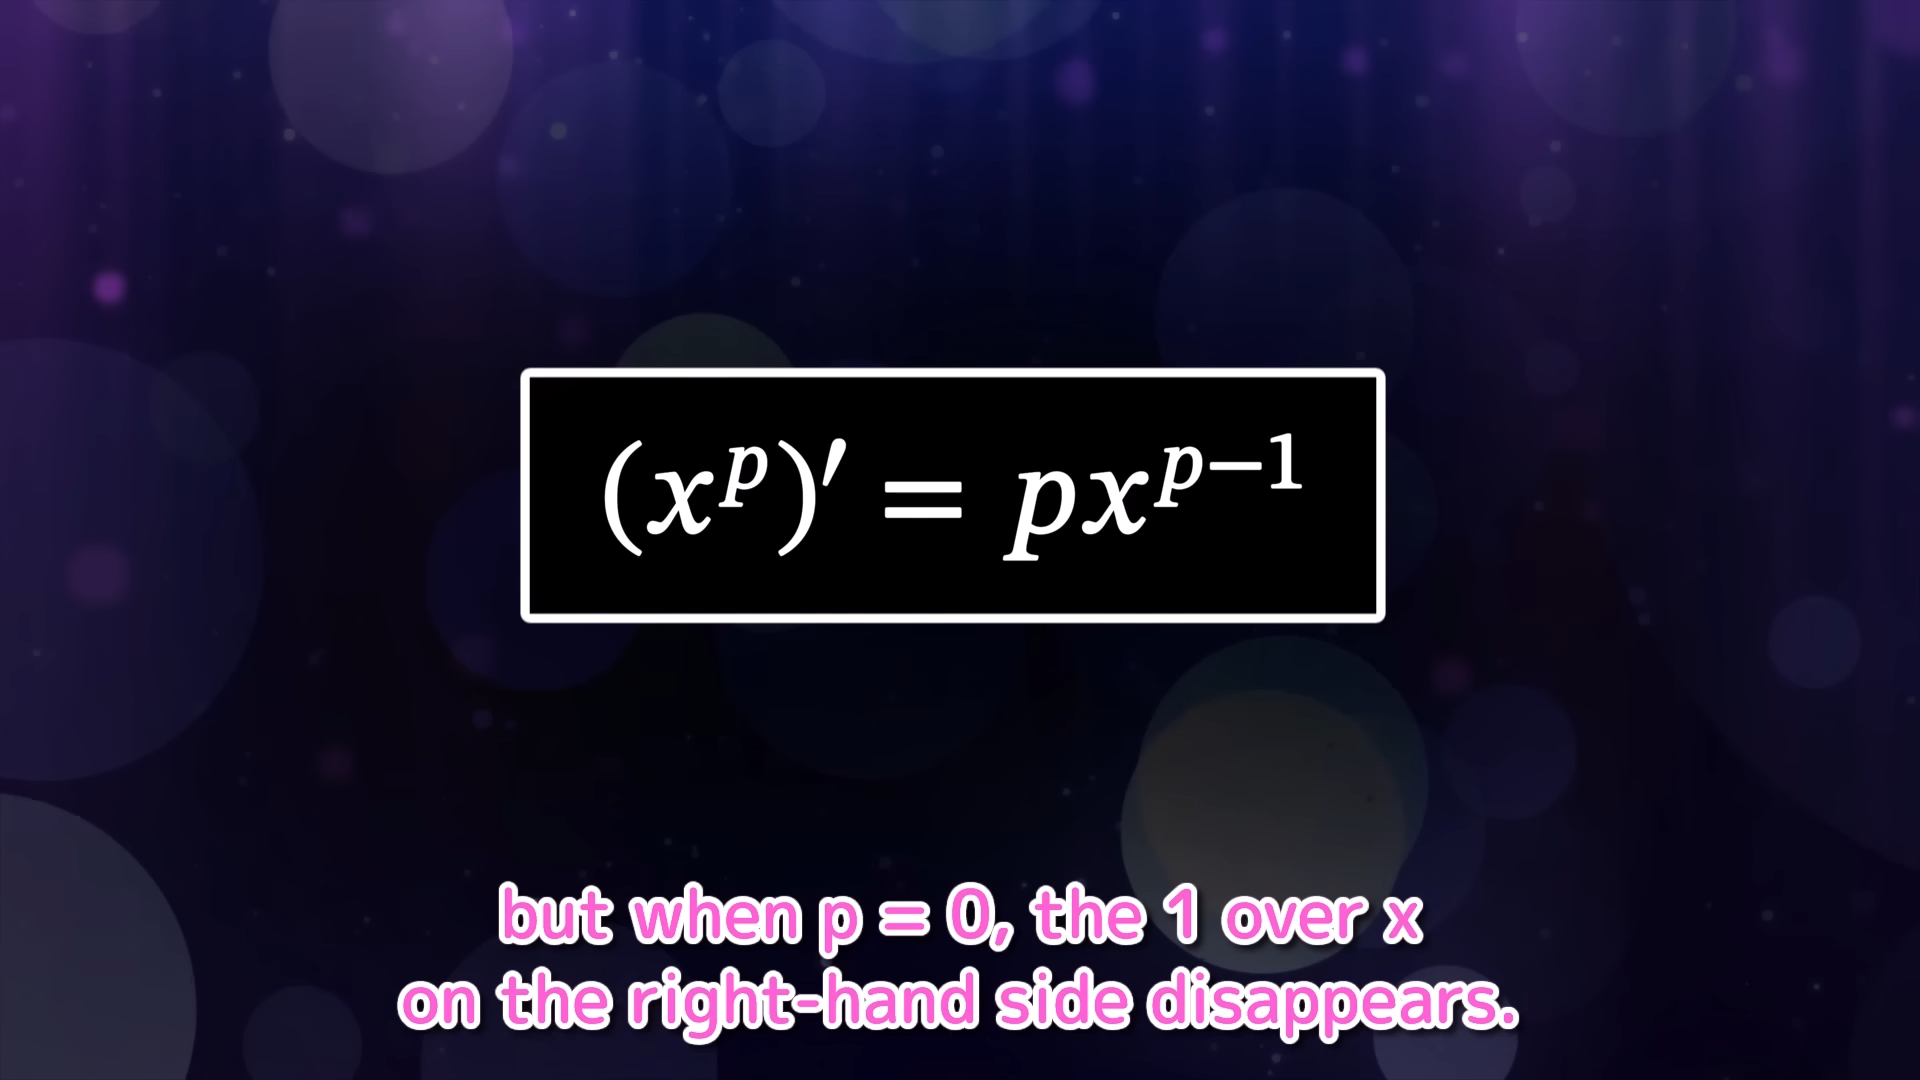 (x^p)′ = px^{p−1}
but when p = 0, the 1 over x
on the right-hand side disappears.